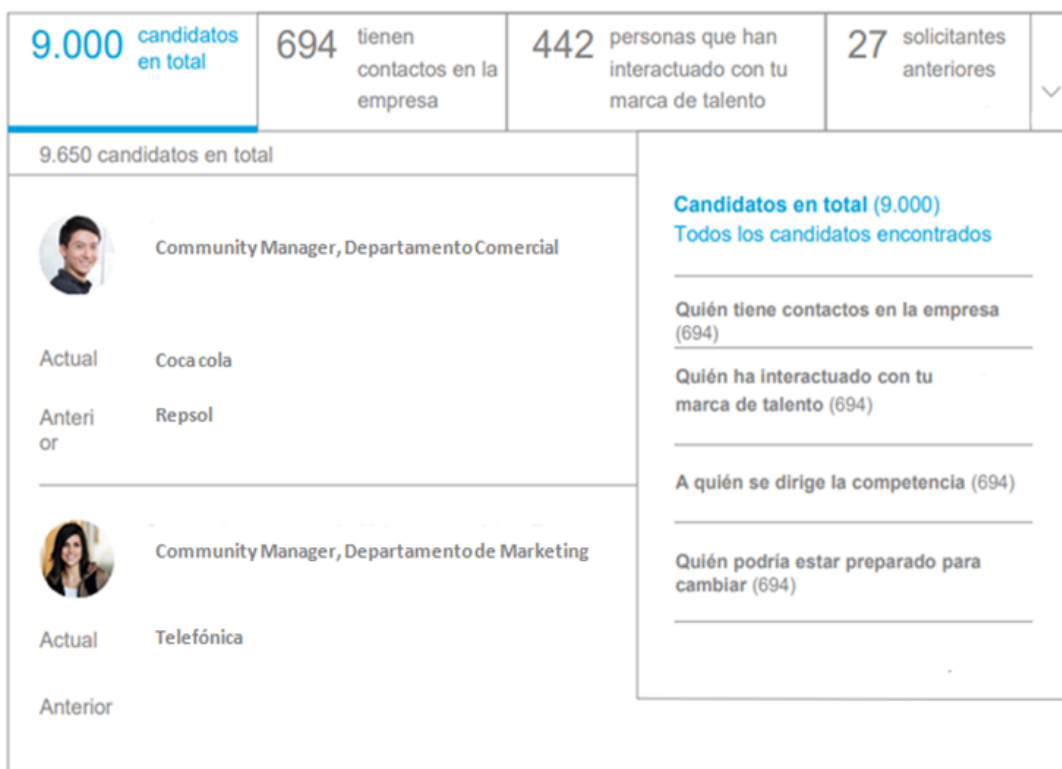 9.000 candidatos
en total
694 tienen
contactos en la
empresa
442 personas que han
interactuado con tu
marca de talento
27 solicitantes
anteriores
9.650 candidatos en total
Community Manager, Departamento Comercial
Actual Coca cola
Anteri Repsol
or
Community Manager, Departamento de Marketing
Actual Telefónica
Anterior
Candidatos en total (9.000)
Todos los candidatos encontrados
Quién tiene contactos en la empresa
(694)
Quién ha interactuado con tu
marca de talento (694)
A quién se dirige la competencia (694)
Quién podría estar preparado para
cambiar (694)